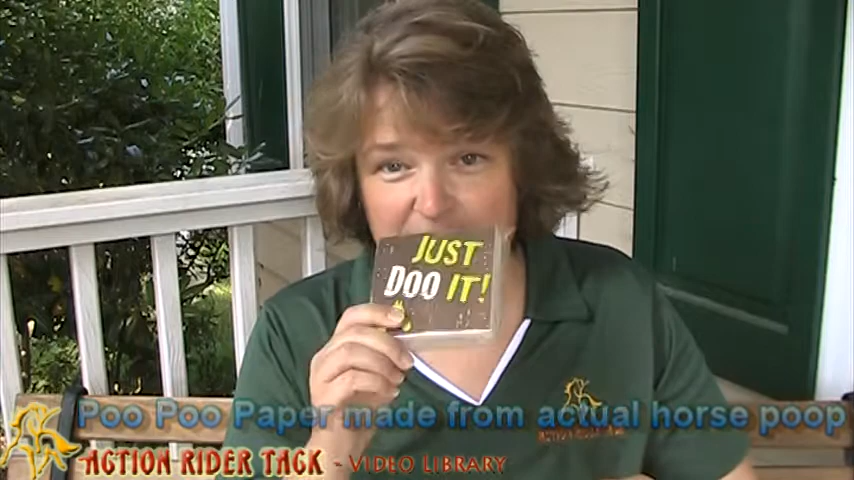 JUST
DOO IT!
Poo Poo Paper made from actual horse poop
ACTION RIDER TACK - VIDEO LIBRARY